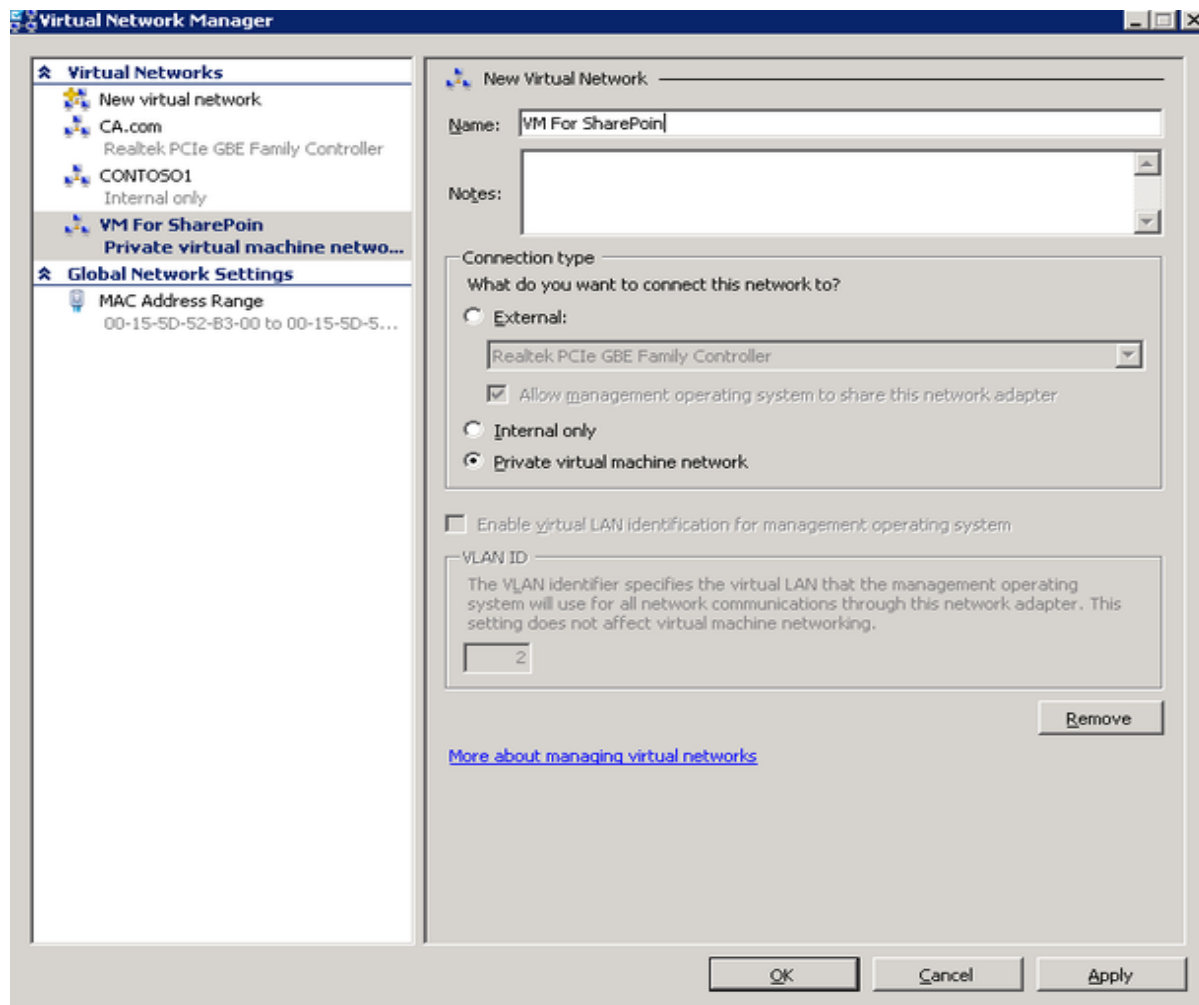 Virtual Network Manager
Virtual Networks
New virtual network
CA.com
Realtek PCIe GBE Family Controller
CONTOSO1
Internal only
VM For SharePoin
Private virtual machine netwo...
Global Network Settings
MAC Address Range
00-15-5D-52-B3-00 to 00-15-5D-5...
New Virtual Network
Name: VM For SharePoin
Notes:
Connection type
What do you want to connect this network to?
External:
Realtek PCIe GBE Family Controller
Allow management operating system to share this network adapter
Internal only
Private virtual machine network
Enable virtual LAN identification for management operating system
VLAN ID
The VLAN identifier specifies the virtual LAN that the management operating
system will use for all network communications through this network adapter. This
setting does not affect virtual machine networking.
2
Remove
More about managing virtual networks
OK Cancel Apply